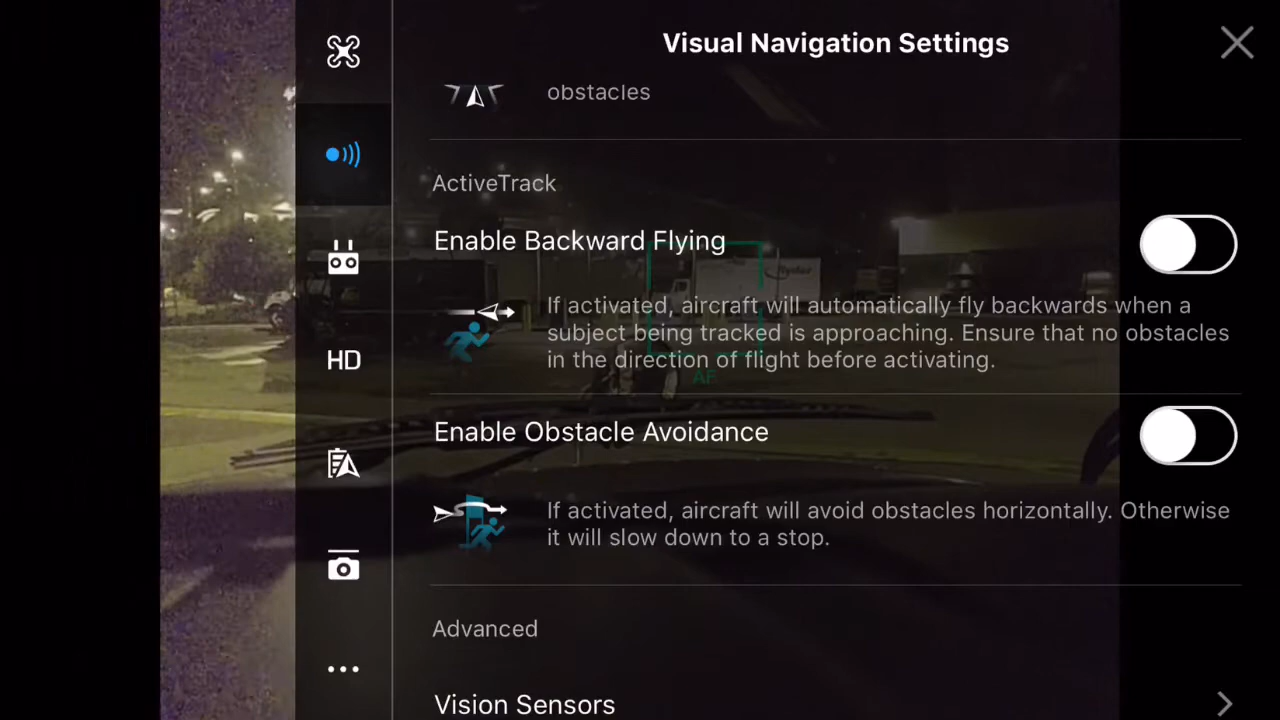 Visual Navigation Settings
obstacles
ActiveTrack
Enable Backward Flying
If activated, aircraft will automatically fly backwards when a
subject being tracked is approaching. Ensure that no obstacles
in the direction of flight before activating.
AF
Enable Obstacle Avoidance
HD
If activated, aircraft will avoid obstacles horizontally. Otherwise
it will slow down to a stop.
Advanced
Vision Sensors